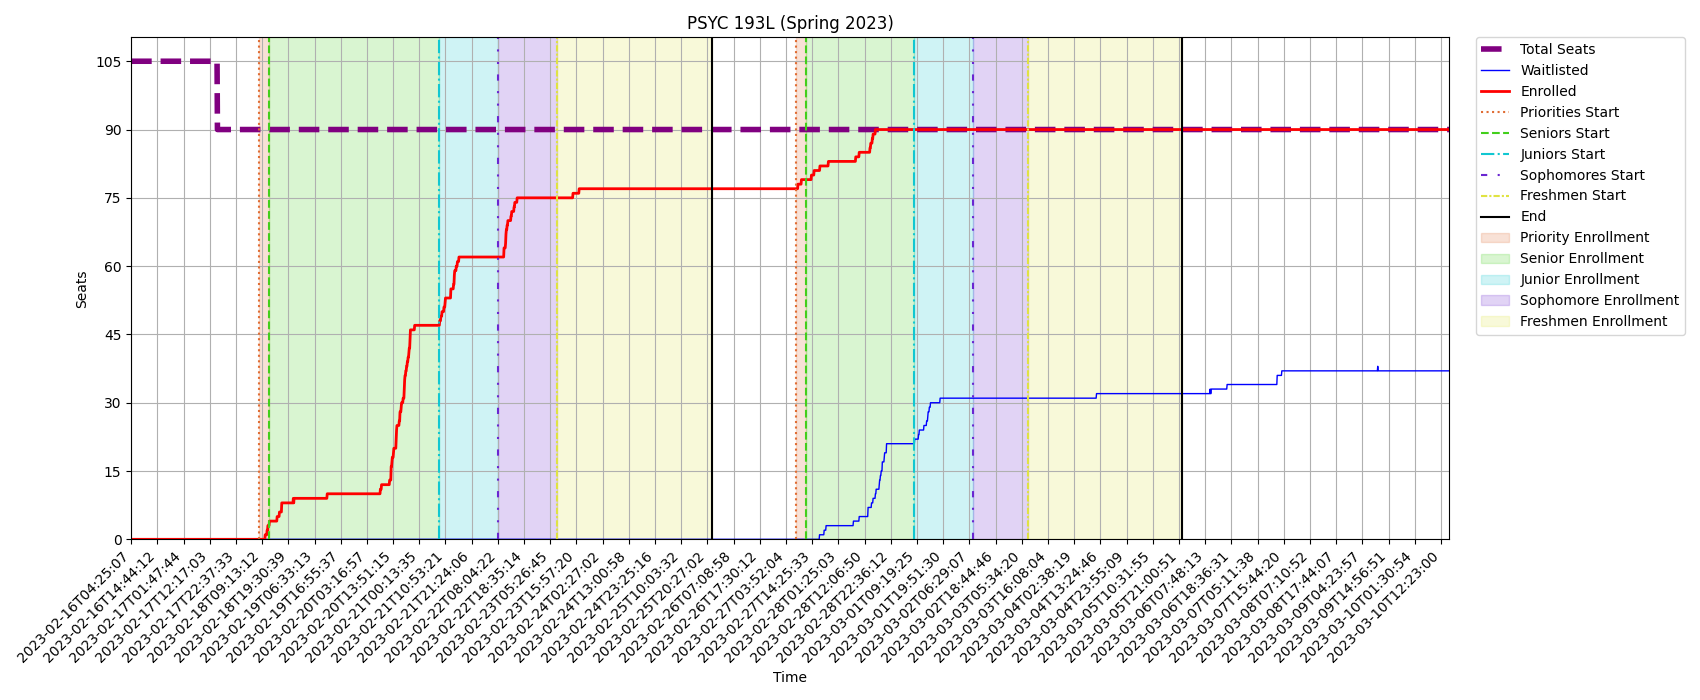 PSYC 193L (Spring 2023)
Seats
105
90
75
60
45
30
15
0
2023-02-16T04:25:07
2023-02-16T14:44:12
2023-02-17T01:47:44
2023-02-17T12:17:03
2023-02-17T22:37:33
2023-02-18T09:13:12
2023-02-18T19:30:39
2023-02-19T06:33:13
2023-02-19T16:55:37
2023-02-20T03:16:57
2023-02-20T13:51:15
2023-02-21T00:13:35
2023-02-21T10:53:21
2023-02-21T21:24:06
2023-02-22T08:04:22
2023-02-22T18:35:14
2023-02-23T05:26:45
2023-02-23T15:57:20
2023-02-24T02:27:02
2023-02-24T13:00:58
2023-02-24T23:25:16
2023-02-25T10:03:32
2023-02-25T20:27:02
2023-02-26T07:08:58
2023-02-26T17:30:12
2023-02-27T03:52:04
2023-02-27T14:25:33
2023-02-28T01:25:03
2023-02-28T12:06:50
2023-02-28T22:36:12
2023-03-01T09:19:25
2023-03-01T19:51:30
2023-03-02T06:29:07
2023-03-02T18:44:46
2023-03-03T05:34:20
2023-03-03T16:08:04
2023-03-04T02:38:19
2023-03-04T13:24:46
2023-03-04T23:55:09
2023-03-05T10:31:55
2023-03-05T21:00:51
2023-03-06T07:48:13
2023-03-06T18:36:31
2023-03-07T05:11:38
2023-03-07T15:44:20
2023-03-08T07:10:52
2023-03-08T17:44:07
2023-03-09T04:23:57
2023-03-09T14:56:51
2023-03-10T01:30:54
2023-03-10T12:23:00
Time
Total Seats
Waitlisted
Enrolled
Priorities Start
Seniors Start
Juniors Start
Sophomores Start
Freshmen Start
End
Priority Enrollment
Senior Enrollment
Junior Enrollment
Sophomore Enrollment
Freshmen Enrollment